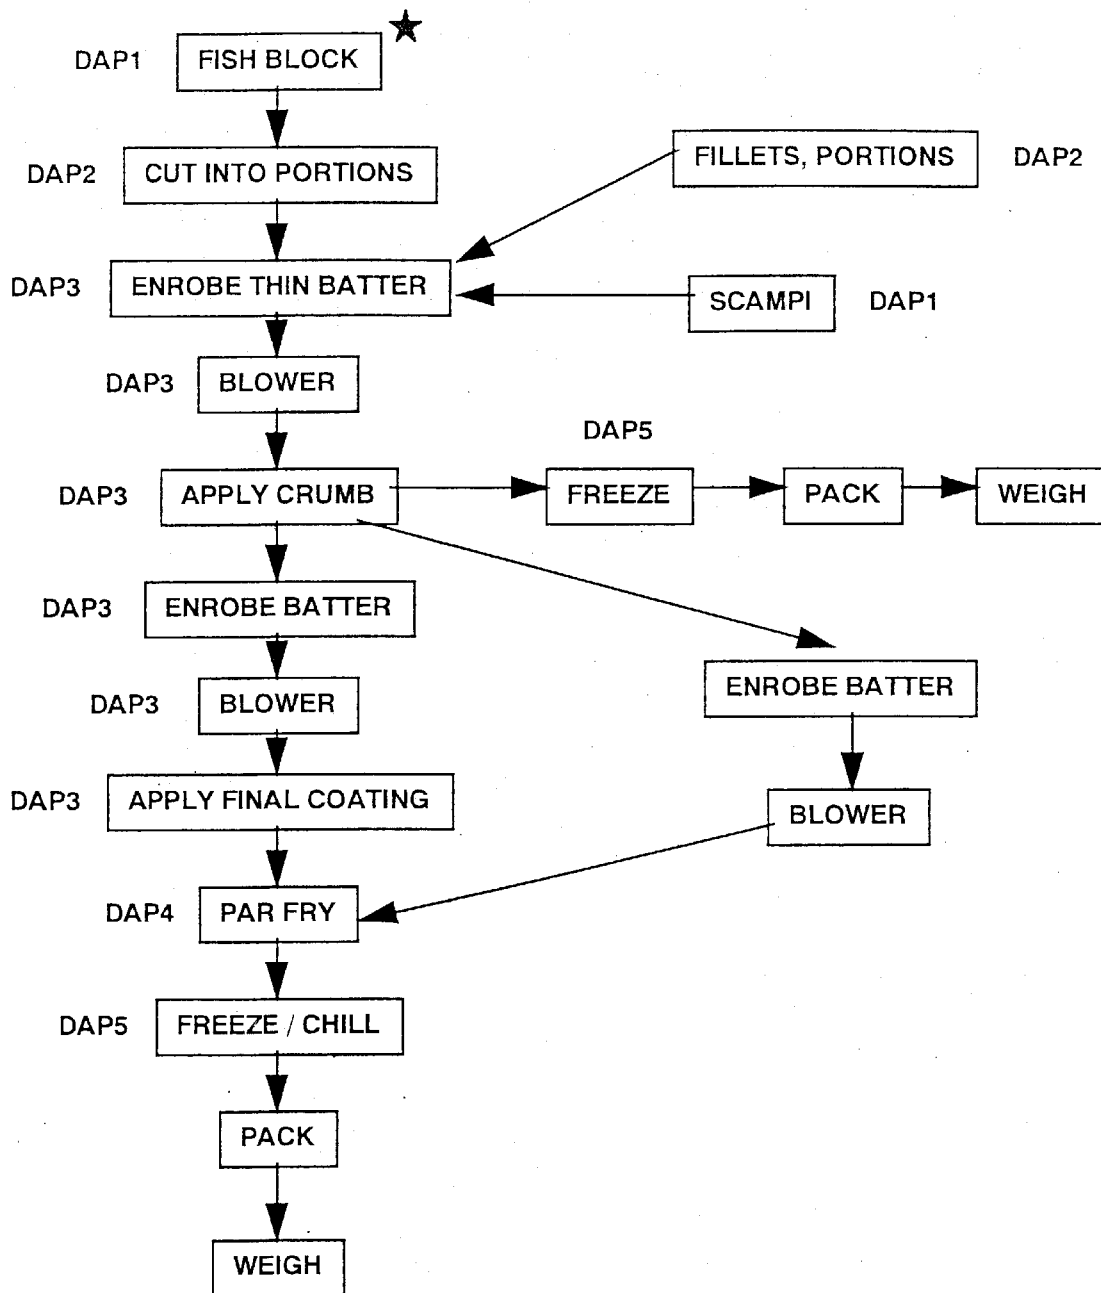 DAP1 FISH BLOCK
DAP2 CUT INTO PORTIONS
FILLETS, PORTIONS DAP2
DAP3 ENROBE THIN BATTER
SCAMPI DAP1
DAP3 BLOWER
DAP5
DAP3 APPLY CRUMB FREEZE PACK WEIGH
DAP3 ENROBE BATTER
ENROBE BATTER
DAP3 BLOWER
DAP3 APPLY FINAL COATING
BLOWER
DAP4 PAR FRY
DAP5 FREEZE / CHILL
PACK
WEIGH